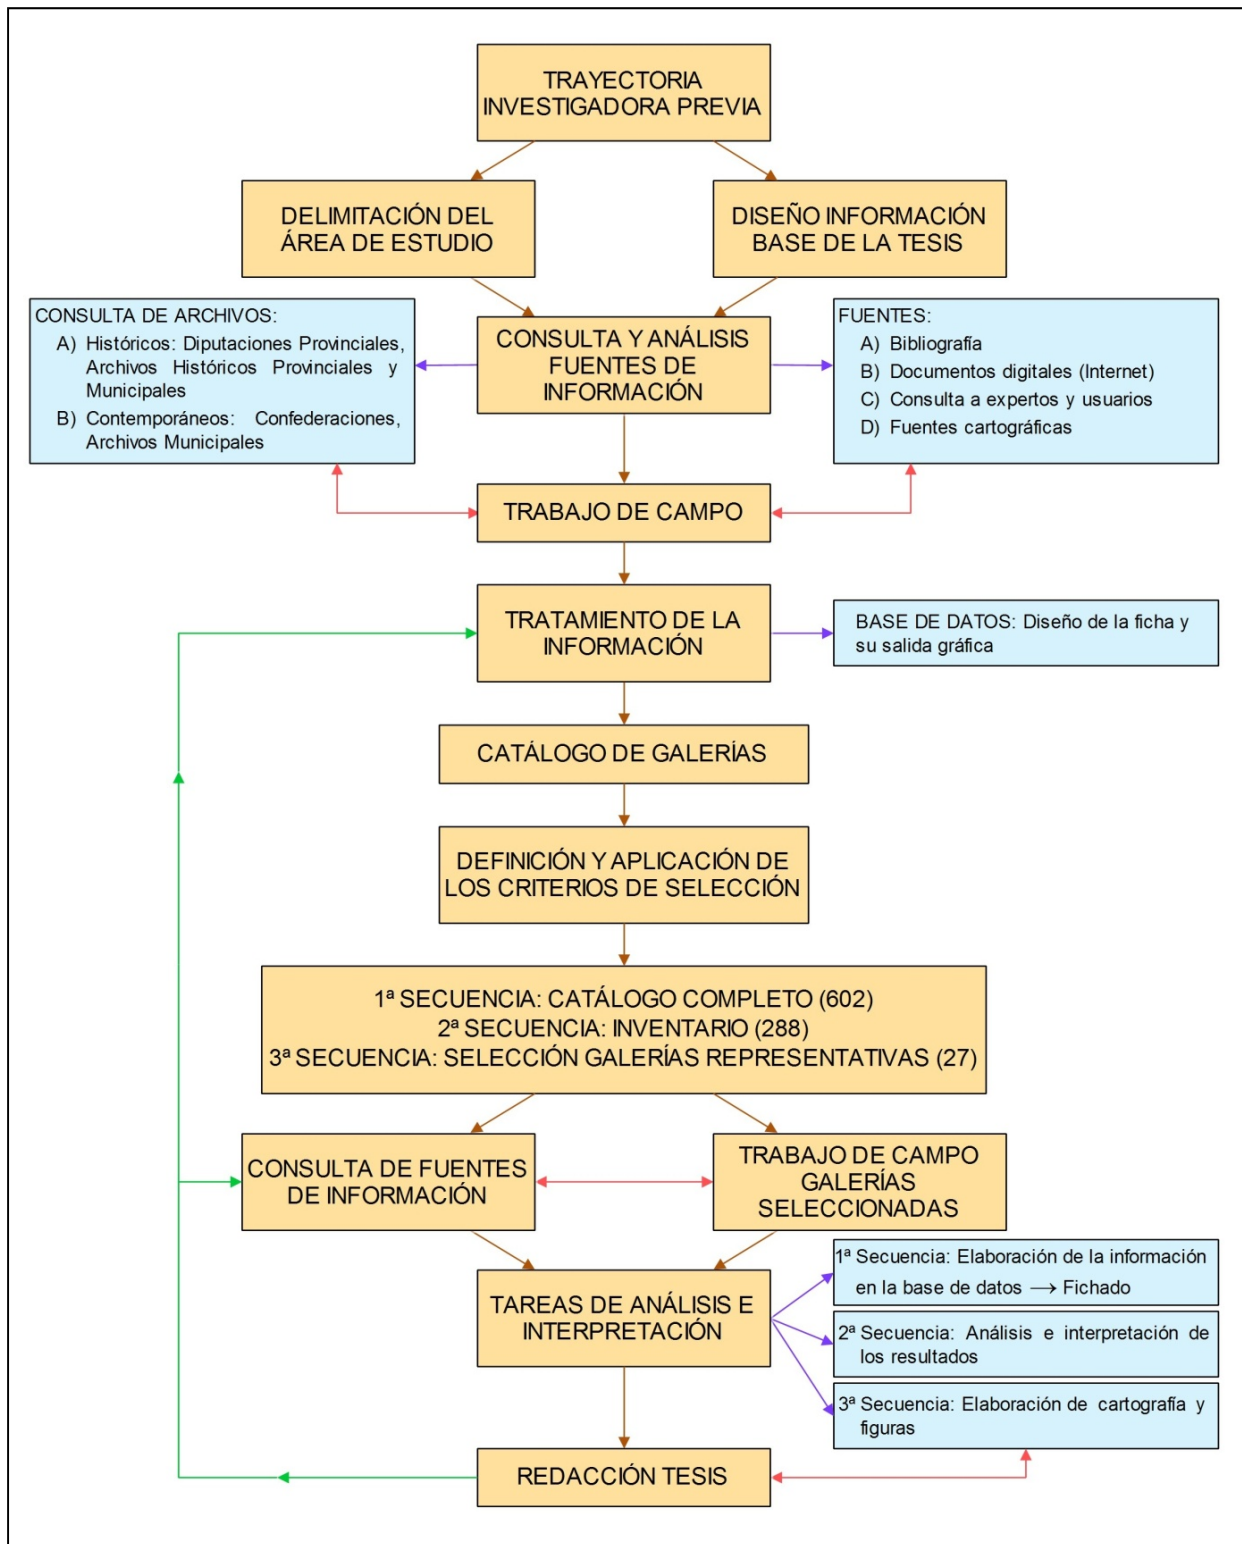 TRAYECTORIA
INVESTIGADORA PREVIA
DELIMITACIÓN DEL
ÁREA DE ESTUDIO
DISEÑO INFORMACIÓN
BASE DE LA TESIS
CONSULTA DE ARCHIVOS:
A) Históricos: Diputaciones Provinciales,
Archivos Históricos Provinciales y
Municipales
B) Contemporáneos: Confederaciones,
Archivos Municipales
CONSULTA Y ANÁLISIS
FUENTES DE
INFORMACIÓN
FUENTES:
A) Bibliografía
B) Documentos digitales (Internet)
C) Consulta a expertos y usuarios
D) Fuentes cartográficas
TRABAJO DE CAMPO
TRATAMIENTO DE LA
INFORMACIÓN
BASE DE DATOS: Diseño de la ficha y
su salida gráfica
CATÁLOGO DE GALERÍAS
DEFINICIÓN Y APLICACIÓN DE
LOS CRITERIOS DE SELECCIÓN
1ª SECUENCIA: CATÁLOGO COMPLETO (602)
2ª SECUENCIA: INVENTARIO (288)
3ª SECUENCIA: SELECCIÓN GALERÍAS REPRESENTATIVAS (27)
CONSULTA DE FUENTES
DE INFORMACIÓN
TRABAJO DE CAMPO
GALERÍAS
SELECCIONADAS
TAREAS DE ANÁLISIS E
INTERPRETACIÓN
1ª Secuencia: Elaboración de la información
en la base de datos → Fichado
2ª Secuencia: Análisis e interpretación de
los resultados
3ª Secuencia: Elaboración de cartografía y
figuras
REDACCIÓN TESIS